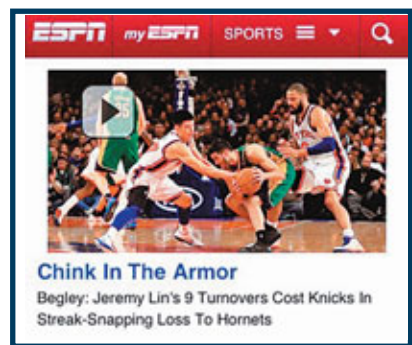 ESPN my ESPN SPORTS
Chink In The Armor
Begley: Jeremy Lin's 9 Turnovers Cost Knicks In
Streak-Snapping Loss To Hornets